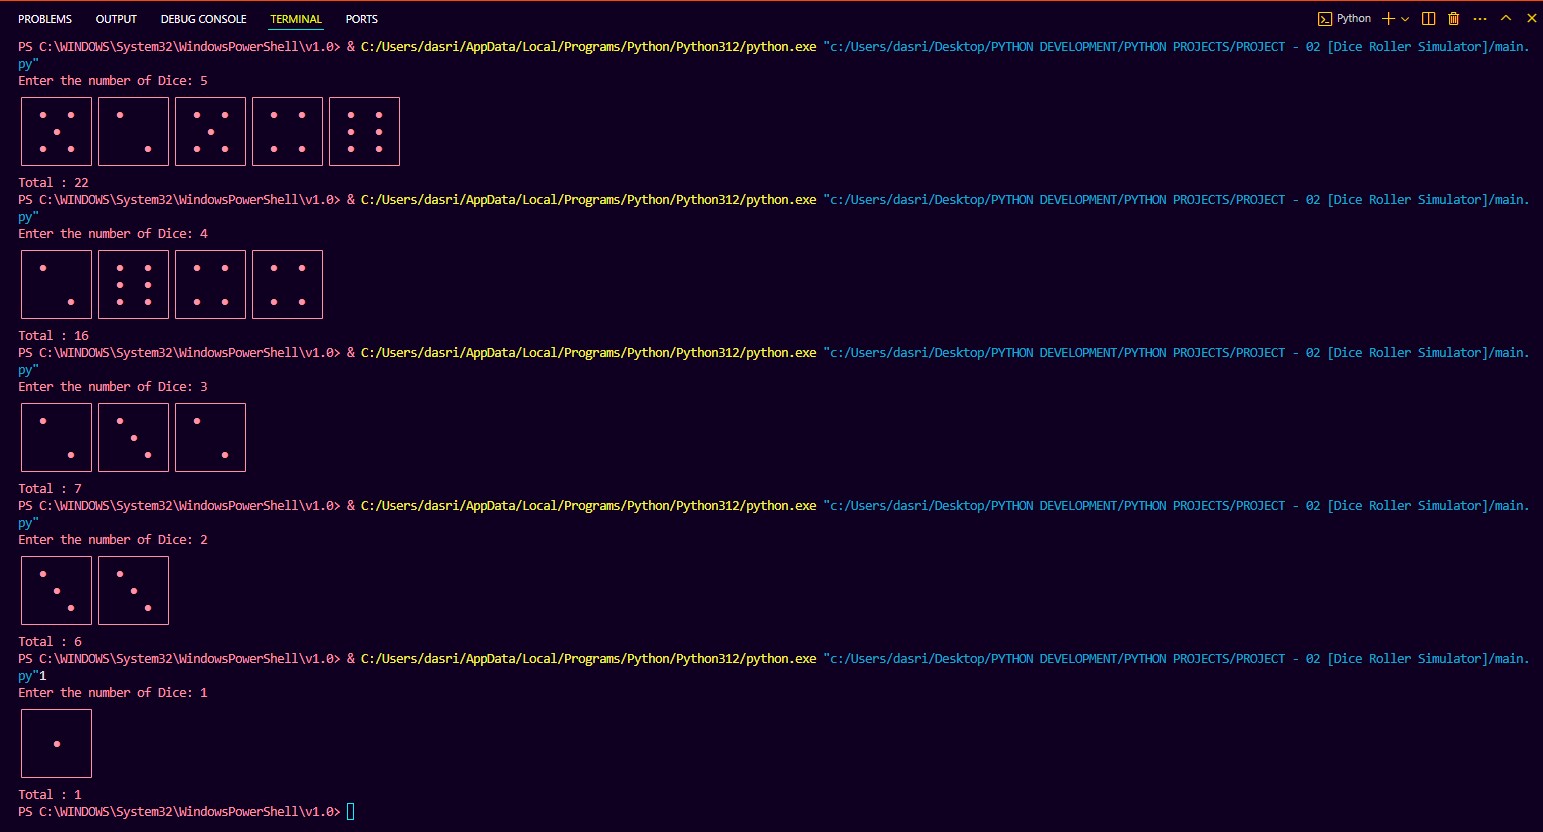 PROBLEMS OUTPUT DEBUG CONSOLE TERMINAL PORTS Python
PS C:\WINDOWS\System32\WindowsPowerShell\v1.0> & C:/Users/dasri/AppData/Local/Programs/Python/Python312/python.exe "c:/Users/dasri/Desktop/PYTHON DEVELOPMENT/PYTHON PROJECTS/PROJECT - 02 [Dice Roller Simulator]/main.
py"
Enter the number of Dice: 5
Total : 22
PS C:\WINDOWS\System32\WindowsPowerShell\v1.0> & C:/Users/dasri/AppData/Local/Programs/Python/Python312/python.exe "c:/Users/dasri/Desktop/PYTHON DEVELOPMENT/PYTHON PROJECTS/PROJECT - 02 [Dice Roller Simulator]/main.
py"
Enter the number of Dice: 4
Total : 16
PS C:\WINDOWS\System32\WindowsPowerShell\v1.0> & C:/Users/dasri/AppData/Local/Programs/Python/Python312/python.exe "c:/Users/dasri/Desktop/PYTHON DEVELOPMENT/PYTHON PROJECTS/PROJECT - 02 [Dice Roller Simulator]/main.
py"
Enter the number of Dice: 3
Total : 7
PS C:\WINDOWS\System32\WindowsPowerShell\v1.0> & C:/Users/dasri/AppData/Local/Programs/Python/Python312/python.exe "c:/Users/dasri/Desktop/PYTHON DEVELOPMENT/PYTHON PROJECTS/PROJECT - 02 [Dice Roller Simulator]/main.
py"
Enter the number of Dice: 2
Total : 6
PS C:\WINDOWS\System32\WindowsPowerShell\v1.0> & C:/Users/dasri/AppData/Local/Programs/Python/Python312/python.exe "c:/Users/dasri/Desktop/PYTHON DEVELOPMENT/PYTHON PROJECTS/PROJECT - 02 [Dice Roller Simulator]/main.
py"1
Enter the number of Dice: 1
Total : 1
PS C:\WINDOWS\System32\WindowsPowerShell\v1.0>